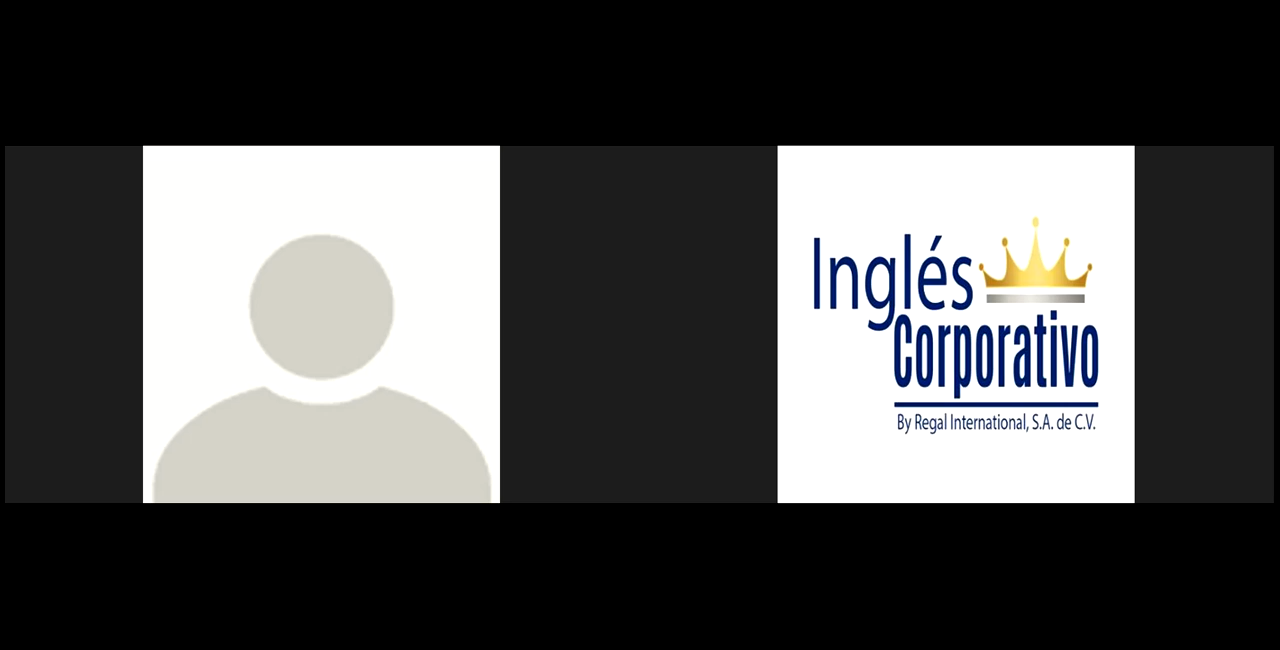 Inglés
Corporativo
By Regal International, S.A. de C.V.